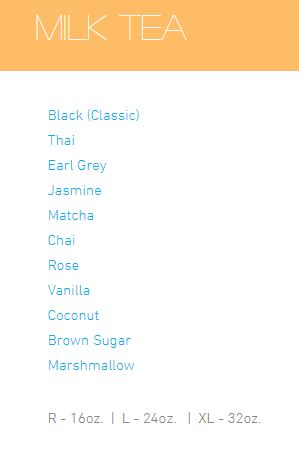 MILK TEA
Black (Classic)
Thai
Earl Grey
Jasmine
Matcha
Chai
Rose
Vanilla
Coconut
Brown Sugar
Marshmallow
R - 16oz. | L - 24oz. | XL - 32oz.